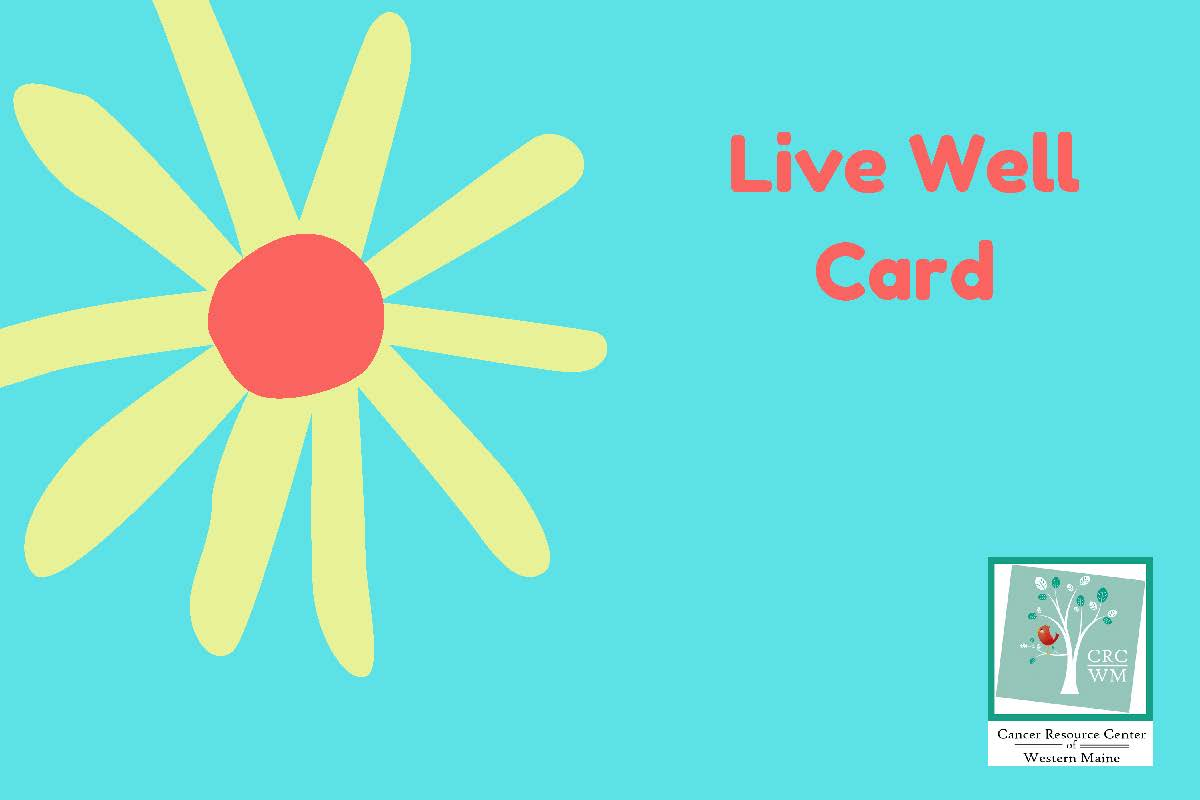 Live Well
Card
CRC
WM
Cancer Resource Center
of
Western Maine